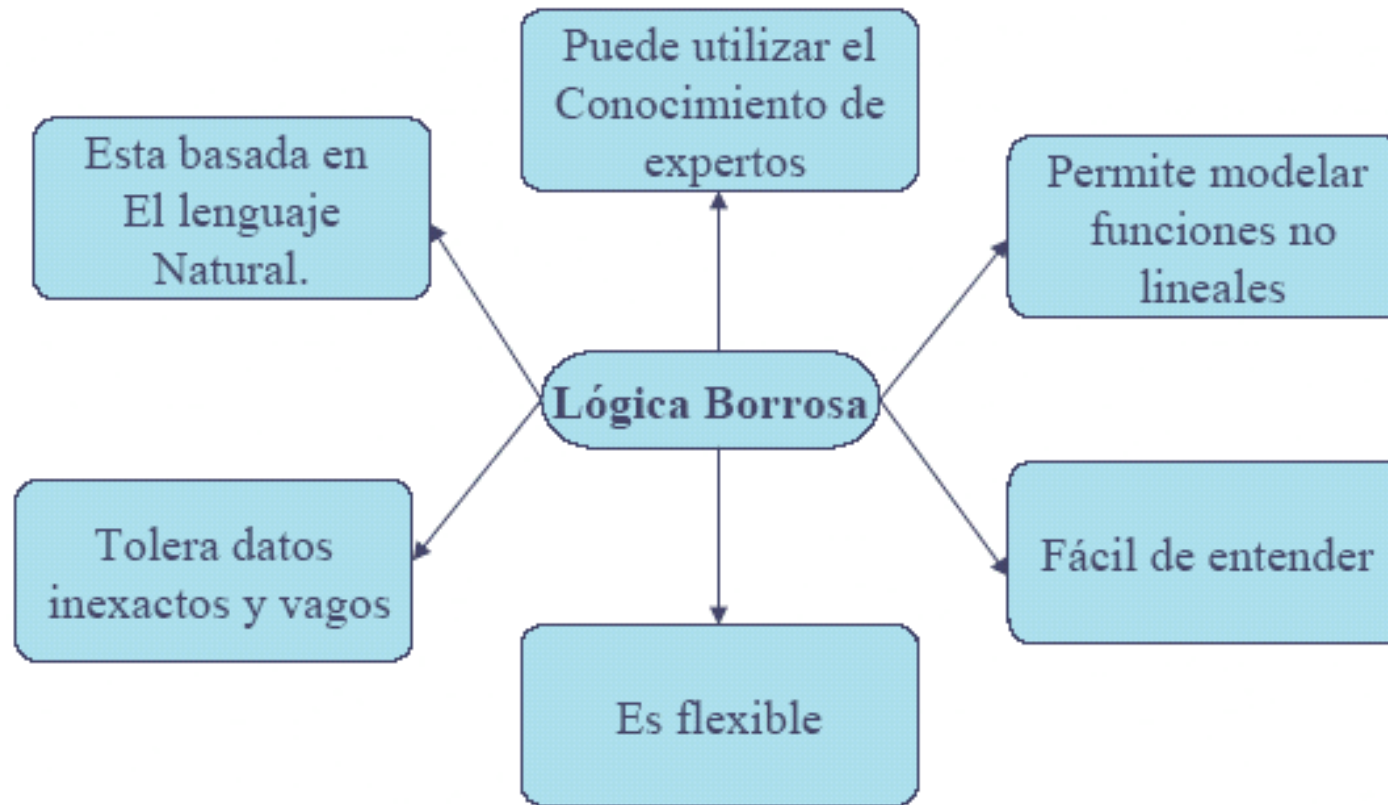 Puede utilizar el
Conocimiento de
expertos
Esta basada en
El lenguaje
Natural.
Permite modelar
funciones no
lineales
Lógica Borrosa
Tolera datos
inexactos y vagos
Fácil de entender
Es flexible